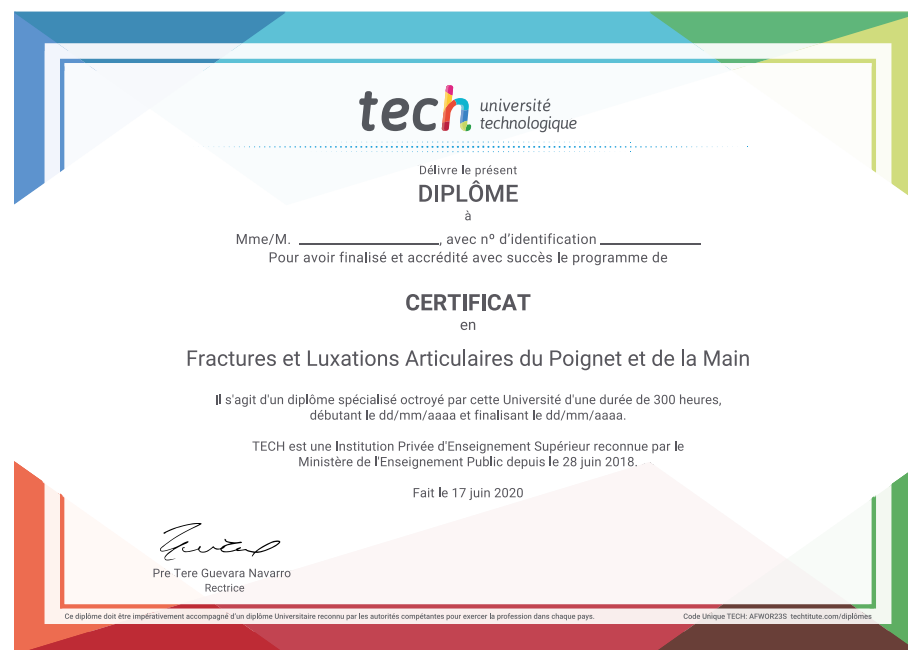 tech université
technologique
Délivre le présent
DIPLÔME
à
Mme/M. ____________________, avec nº d'identification ______________
Pour avoir finalisé et accrédité avec succès le programme de
CERTIFICAT
en
Fractures et Luxations Articulaires du Poignet et de la Main
Il s'agit d'un diplôme spécialisé octroyé par cette Université d'une durée de 300 heures,
débutant le dd/mm/aaaa et finalisant le dd/mm/aaaa.
TECH est une Institution Privée d'Enseignement Supérieur reconnue par le
Ministère de l'Enseignement Public depuis le 28 juin 2018.
Fait le 17 juin 2020
Pre Tere Guevara Navarro
Rectrice
Ce diplôme doit être impérativement accompagné d'un diplôme Universitaire reconnu par les autorités compétantes pour exercer la profession dans chaque pays.
Code Unique TECH: AFWOR23S techtitute.com/diplômes